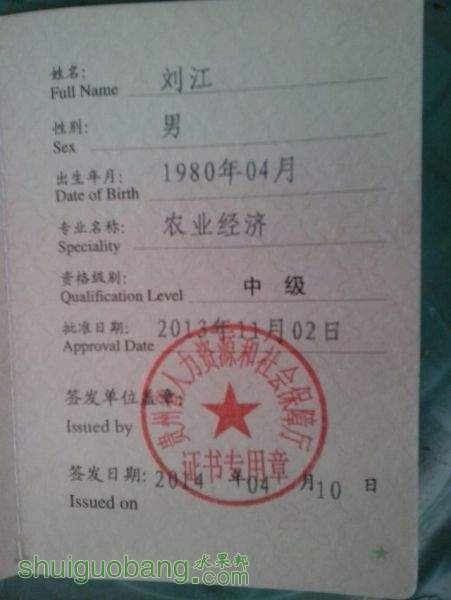 姓名： 刘江
Full Name
性别： 男
Sex
出生年月： 1980年04月
Date of Birth
专业名称： 农业经济
Speciality
资格级别： 中 级
Qualification Level
批准日期： 2013年11月02日
Approval Date
贵州省人力资源和社会保障厅
签发单位盖章：
Issued by
证书专用章
签发日期： 2014 年 04 月 10 日
Issued on
shuiguobang.com
水果邦